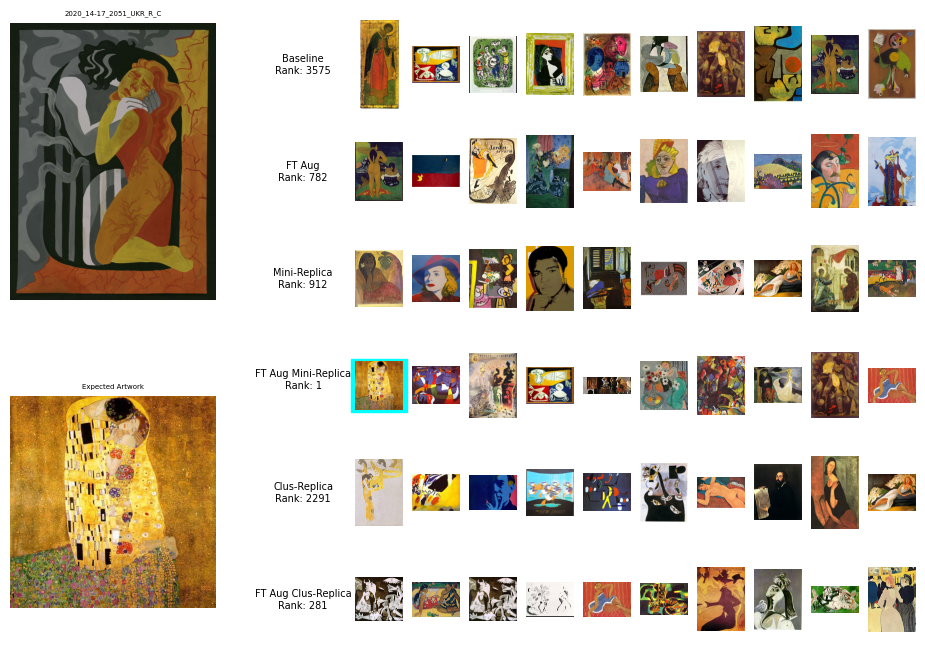 2020_14-17_2051_UKR_R_C
Baseline
Rank: 3575
FT Aug
Rank: 782
Mini-Replica
Rank: 912
Expected Artwork
FT Aug Mini-Replica
Rank: 1
Clus-Replica
Rank: 2291
FT Aug Clus-Replica
Rank: 281